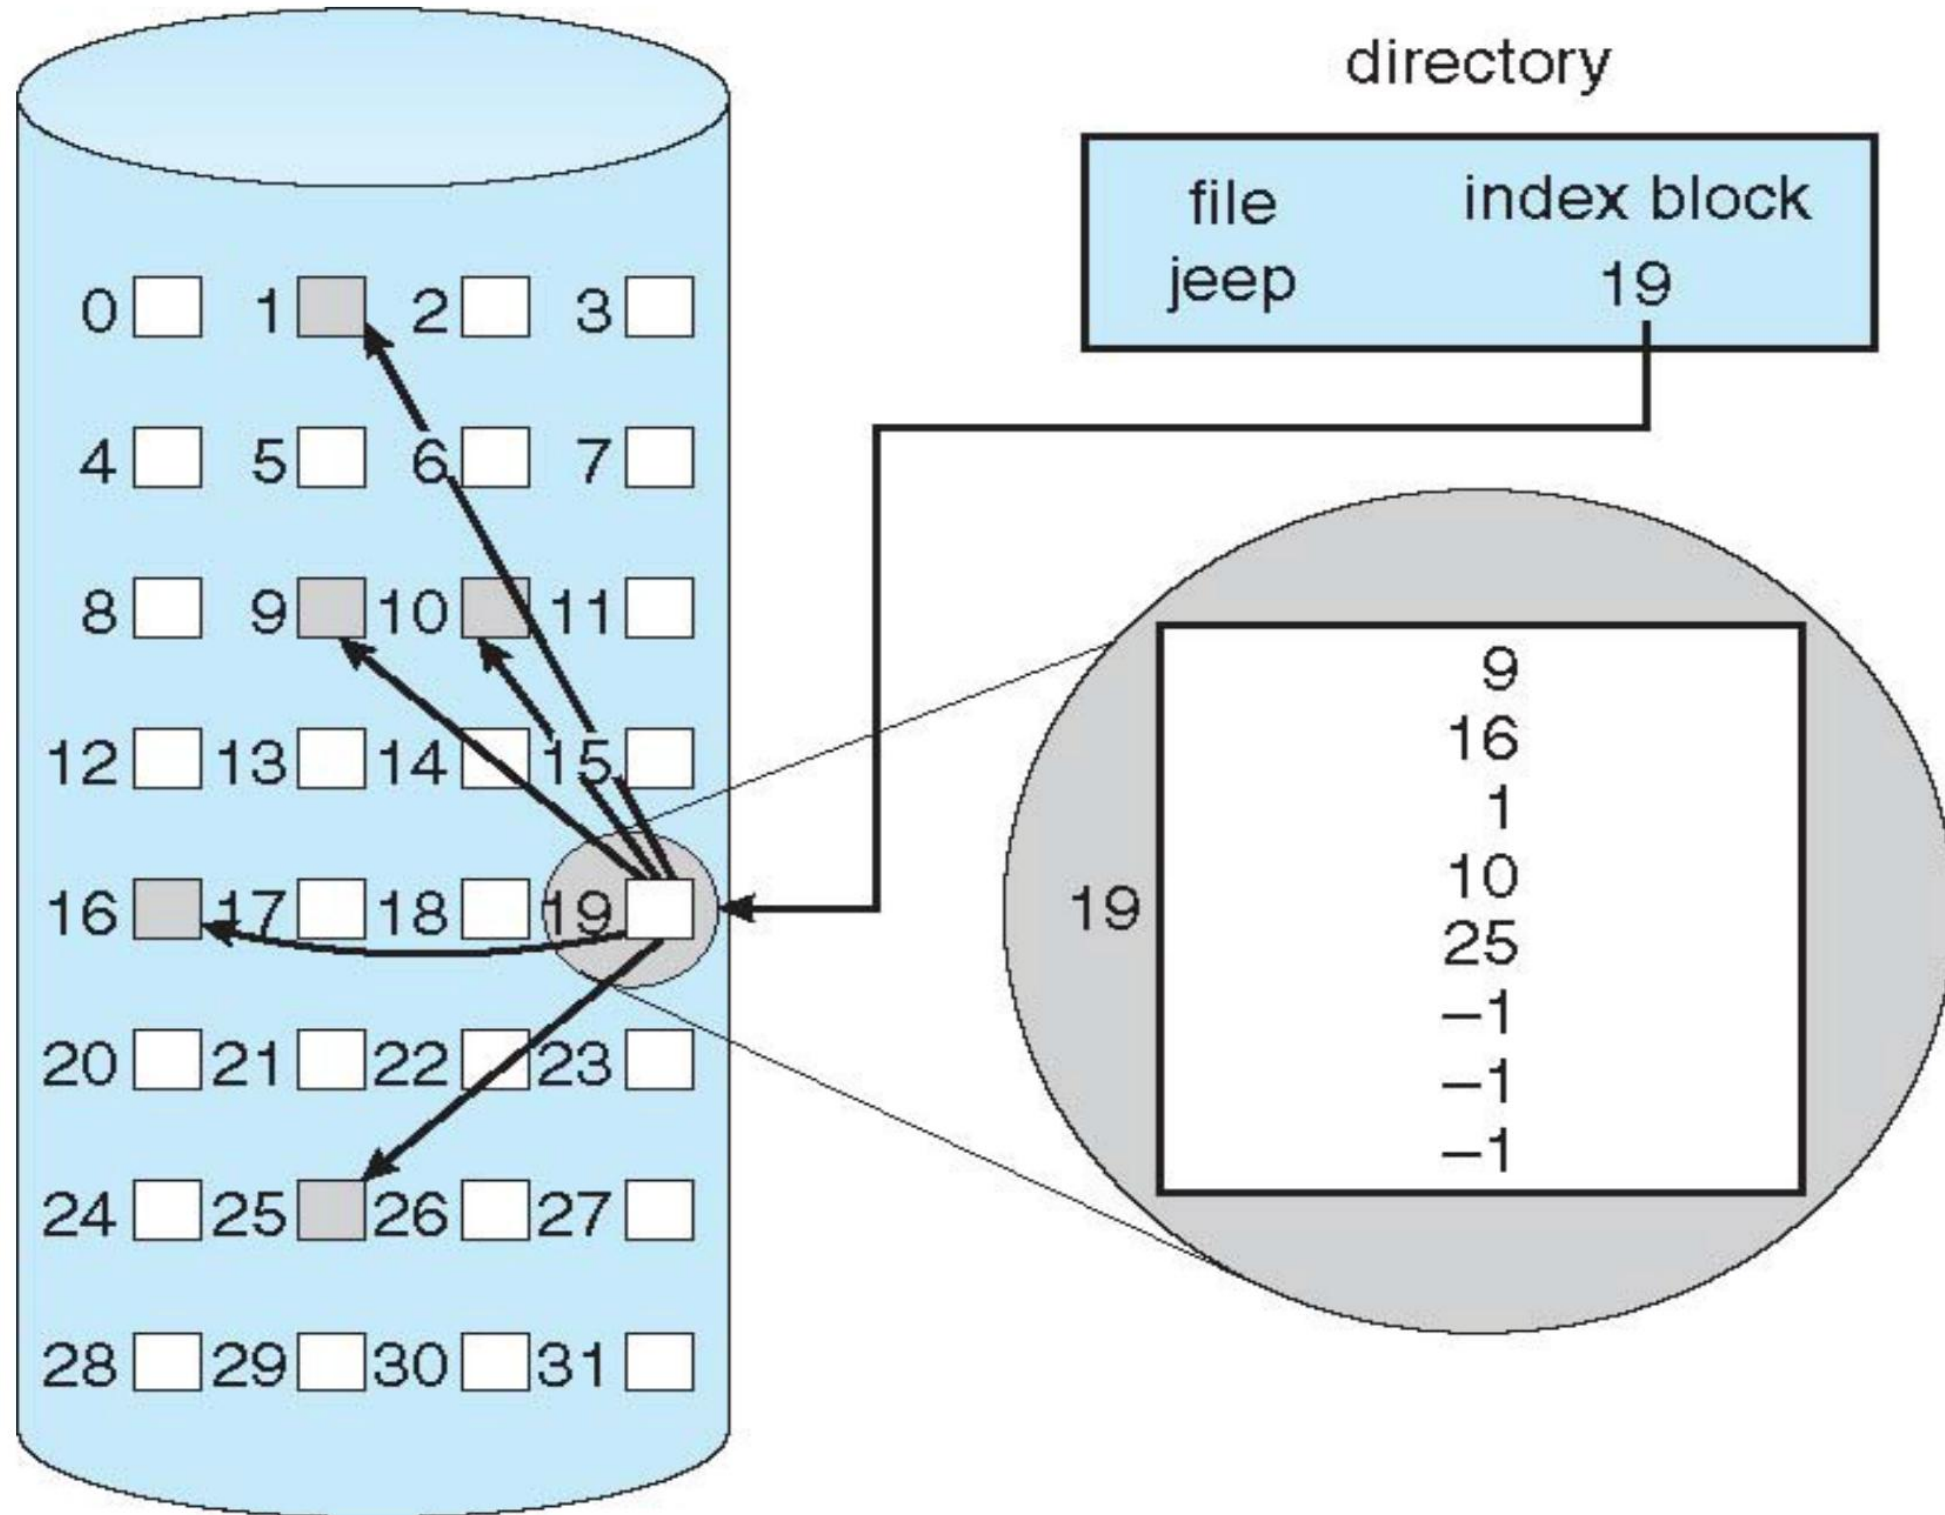 directory
file index block
jeep 19
0 1 2 3
4 5 6 7
8 9 10 11
12 13 14 15
16 17 18 19
20 21 22 23
24 25 26 27
28 29 30 31
19
9
16
1
10
25
–1
–1
–1